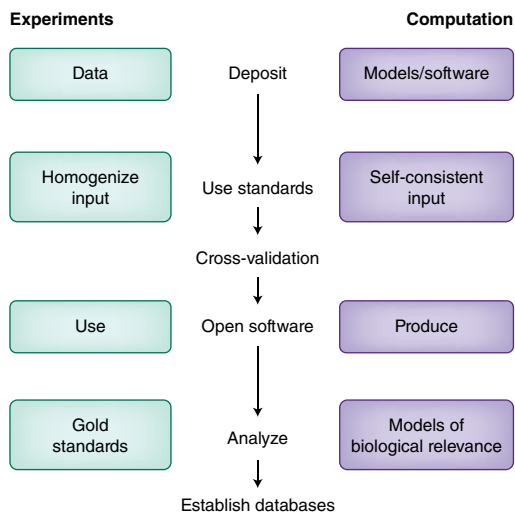 Experiments
Computation
Data
Deposit
Models/software
Homogenize
input
Use standards
Self-consistent
input
Cross-validation
Use
Open software
Produce
Gold
standards
Analyze
Models of
biological relevance
Establish databases